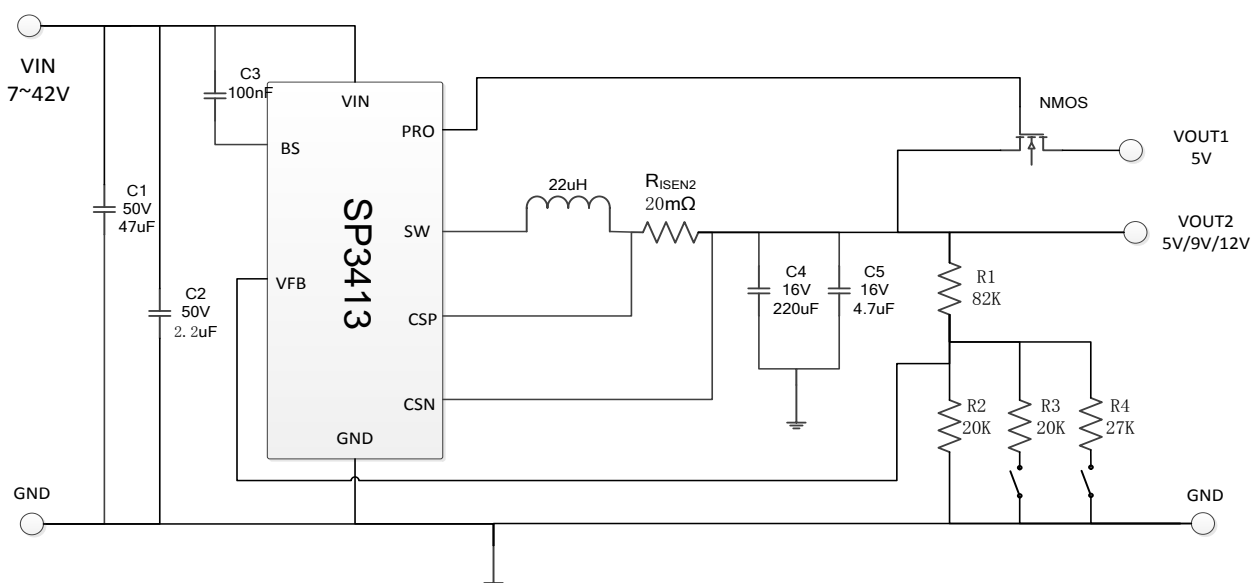 VIN
7~42V
C3
100nF
VIN
PRO
BS
NMOS
VOUT1
5V
C1
50V
47uF
22uH
RISEN2
20mΩ
SP3413
SW
VOUT2
5V/9V/12V
VFB
C2
50V
2.2uF
C4
16V
220uF
C5
16V
4.7uF
R1
82K
CSP
CSN
R2
20K
R3
20K
R4
27K
GND
GND
GND